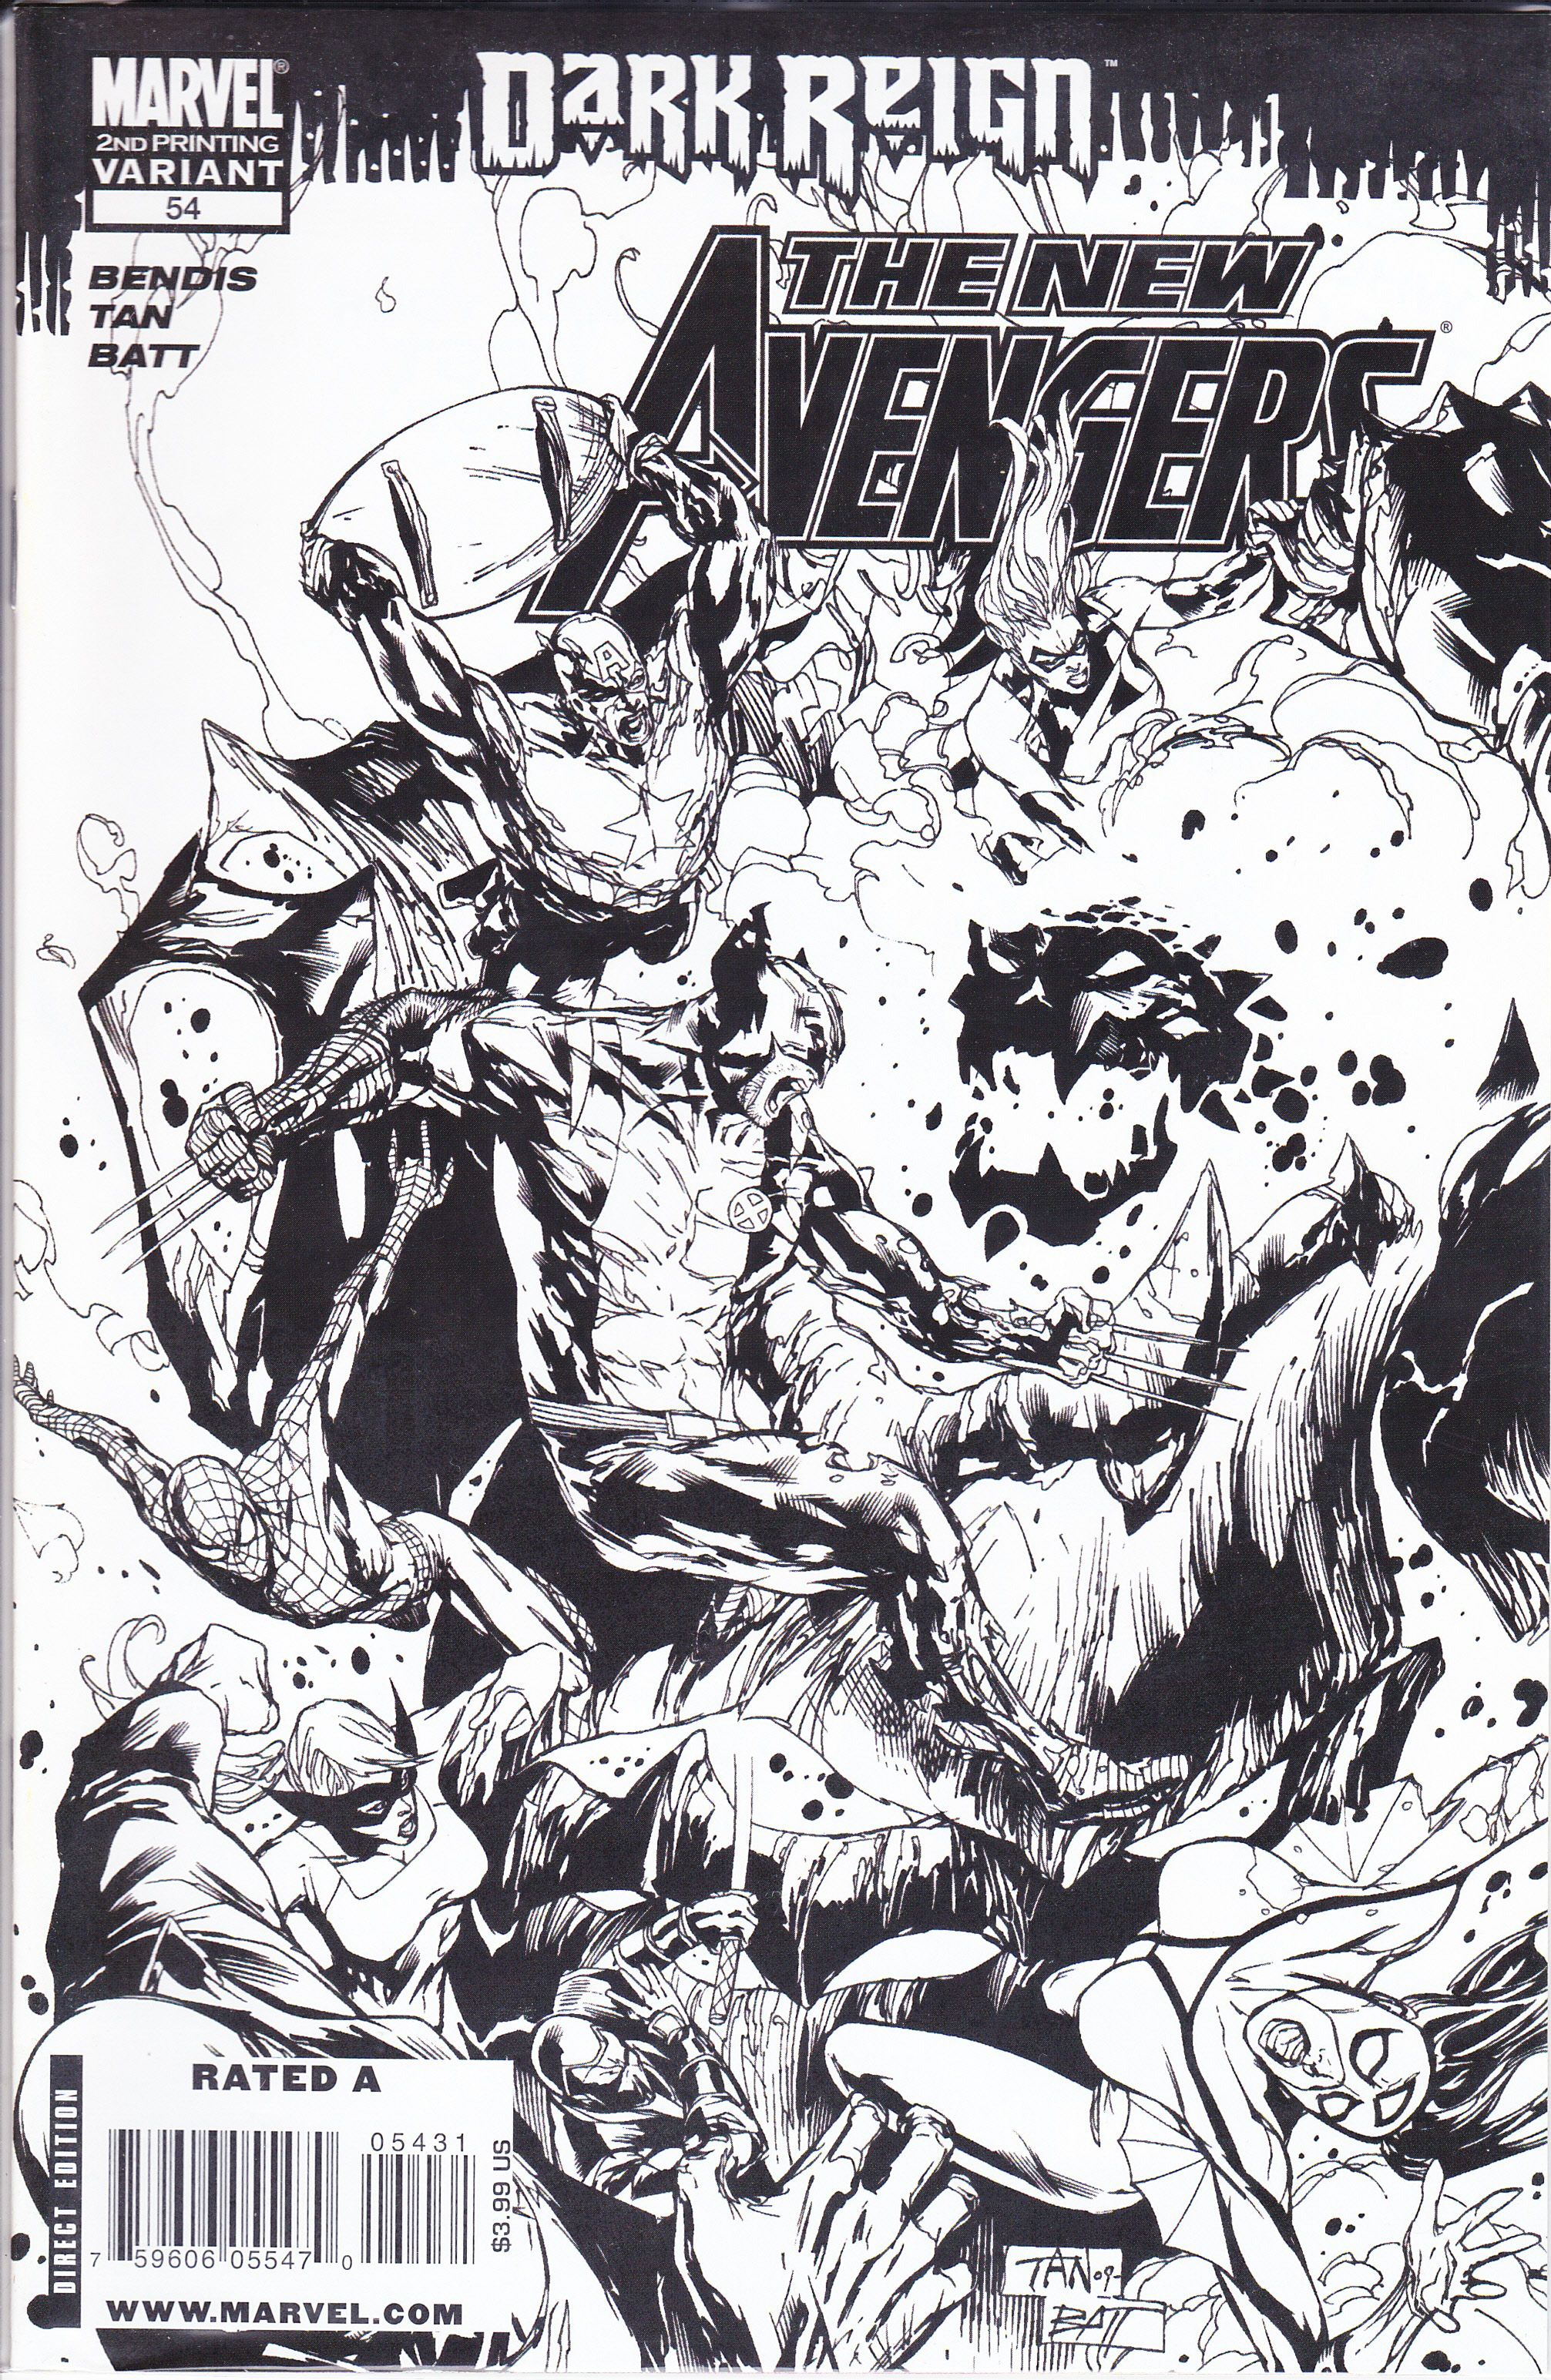 MARVEL®
2ND PRINTING
VARIANT
54
DARK REIGN™
BENDIS
TAN
BATT
THE NEW
AVENGERS®
A
RATED A
DIRECT EDITION
05431
7 59606 05547 0
$3.99 US
WWW.MARVEL.COM
TAN 09-
BATT